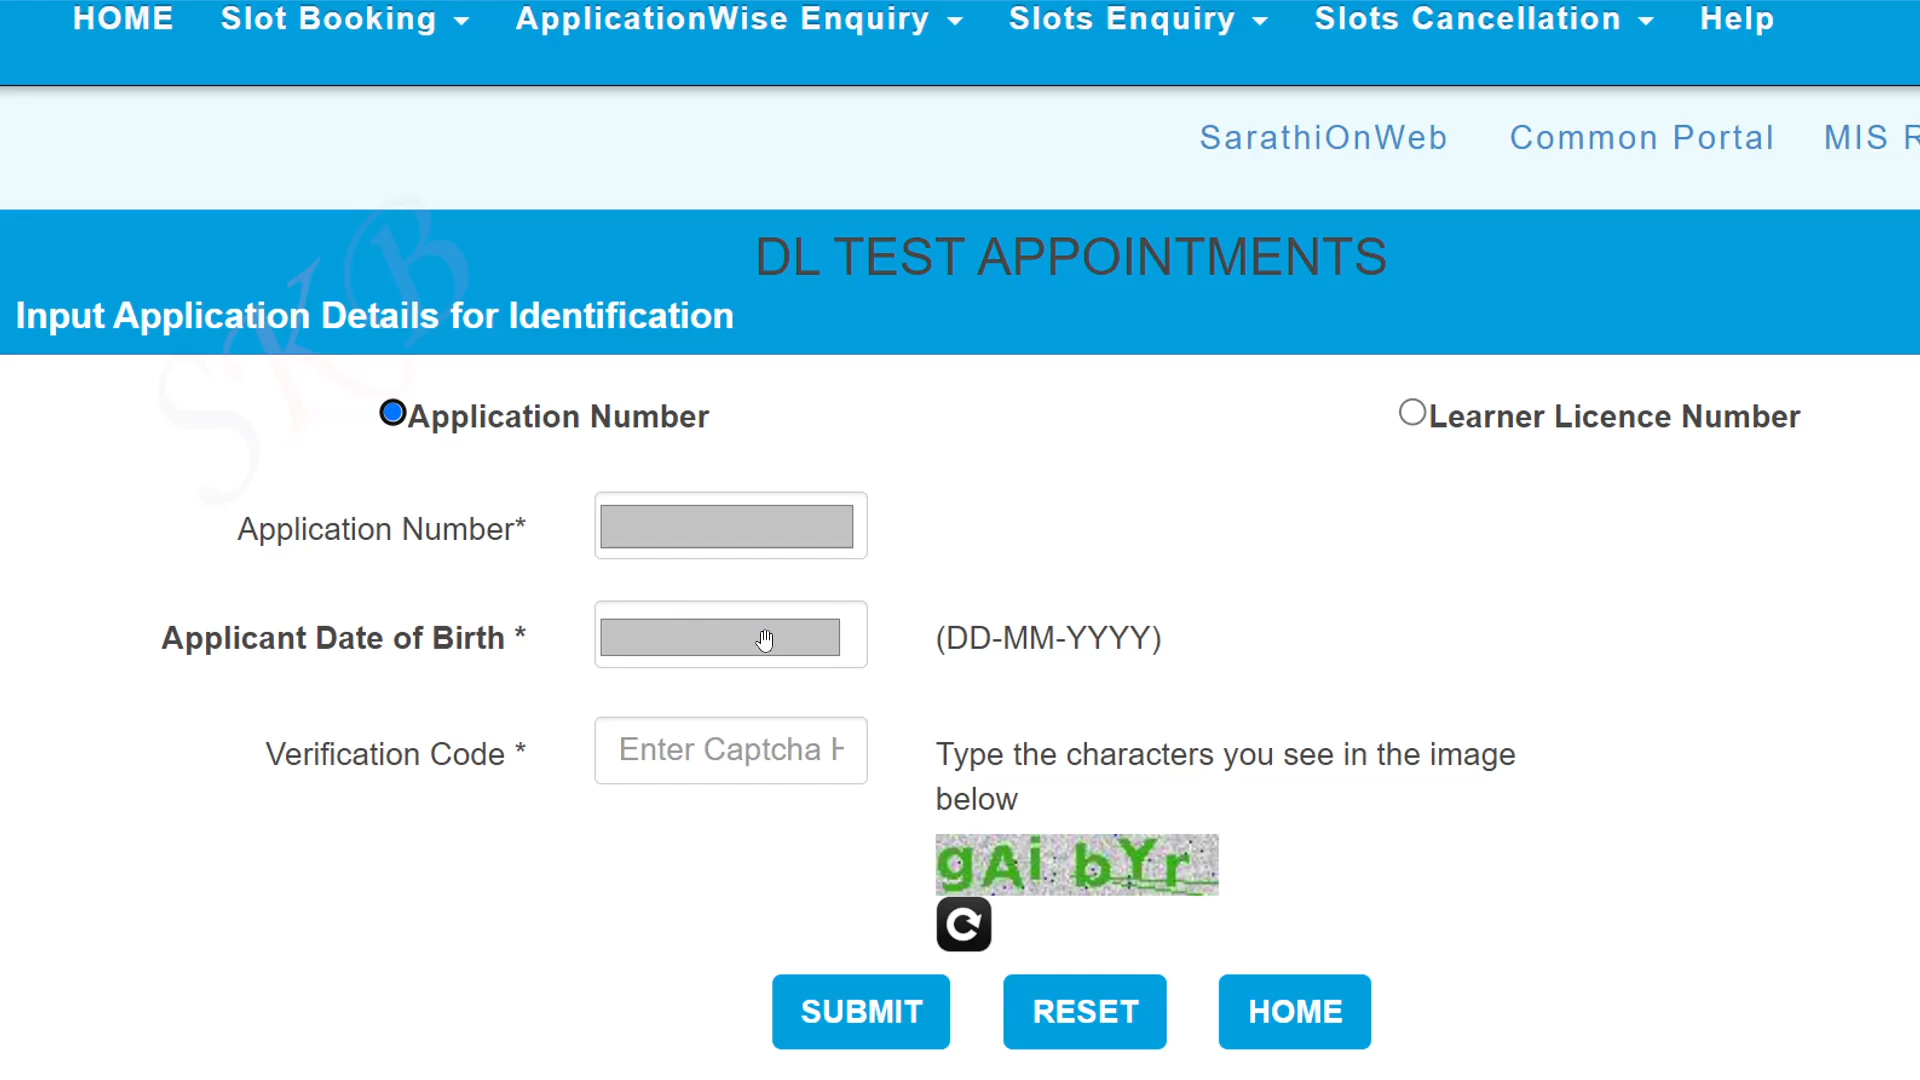 HOME Slot Booking ApplicationWise Enquiry Slots Enquiry Slots Cancellation Help
SarathiOnWeb Common Portal MIS R
DL TEST APPOINTMENTS
Input Application Details for Identification
SKB
Application Number Learner Licence Number
Application Number*
Applicant Date of Birth * (DD-MM-YYYY)
Verification Code * Enter Captcha H Type the characters you see in the image
below
gAi bYr
SUBMIT RESET HOME